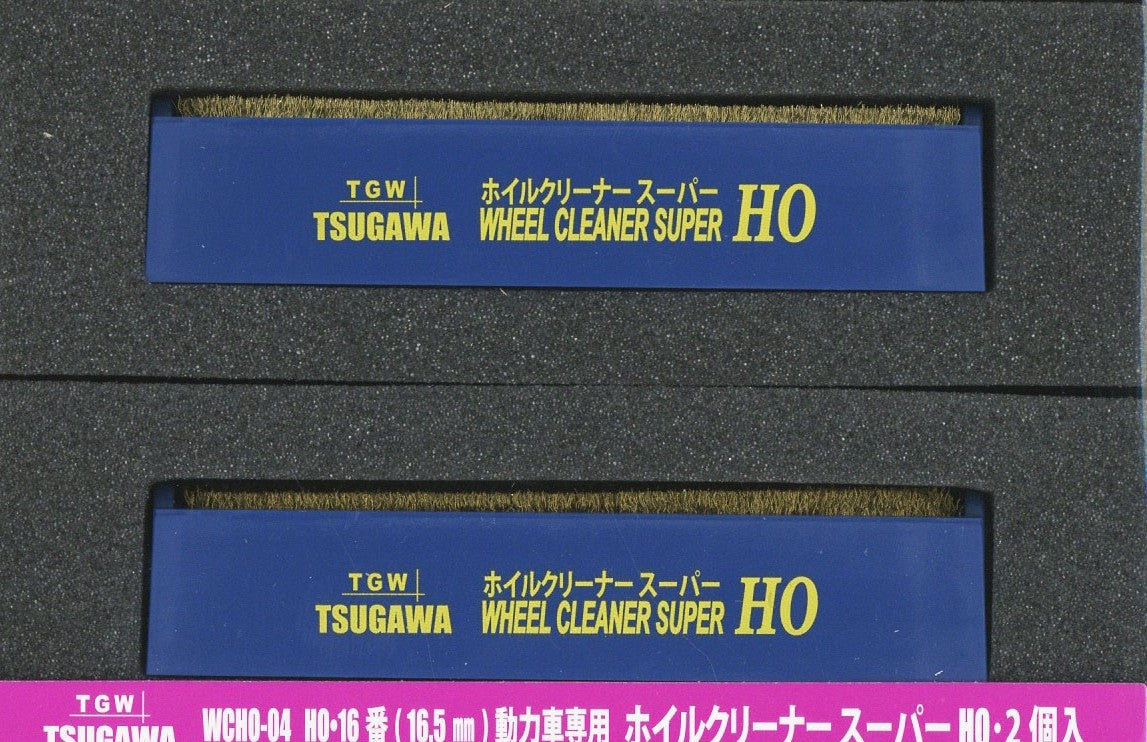 TGW
TSUGAWA
ホイルクリーナー スーパー
WHEEL CLEANER SUPER HO
TGW
TSUGAWA
ホイルクリーナー スーパー
WHEEL CLEANER SUPER HO
TGW
TSUGAWA
WCHO-04 HO・16番(16.5㎜)動力車専用 ホイルクリーナー スーパー HO・2個入